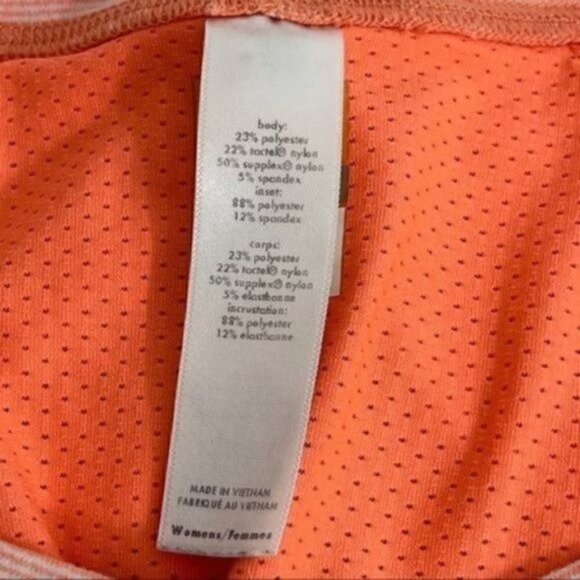 body:
23% polyester
22% tactel® nylon
50% supplex® nylon
5% spandex
inset:
88% polyester
12% spandex
corps:
23% polyester
22% tactel® nylon
50% supplex® nylon
5% elasthanne
incrustation:
88% polyester
12% elasthanne
MADE IN VIETNAM
FABRIQUÉ AU VIETNAM
Womens/Femmes